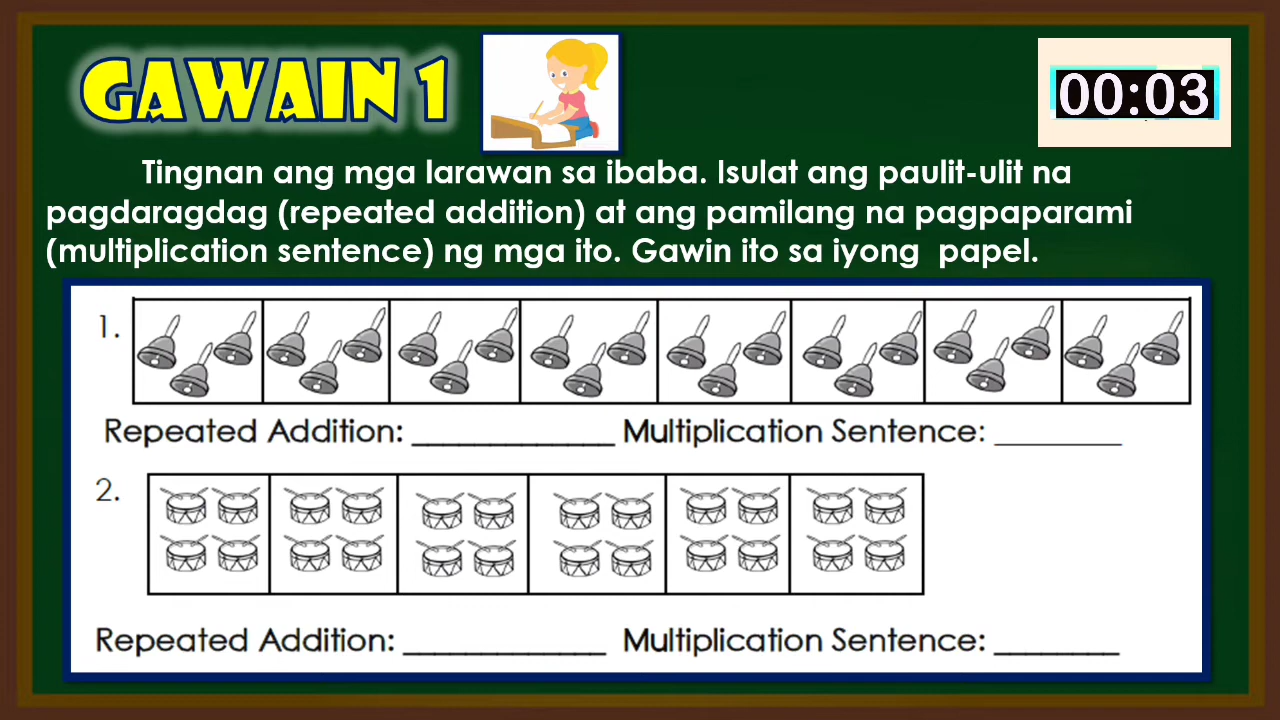 GAWAIN 1
00:03
Tingnan ang mga larawan sa ibaba. Isulat ang paulit-ulit na
pagdaragdag (repeated addition) at ang pamilang na pagpaparami
(multiplication sentence) ng mga ito. Gawin ito sa iyong papel.
1.
Repeated Addition: ____________ Multiplication Sentence: ________
2.
Repeated Addition: ____________ Multiplication Sentence: ________